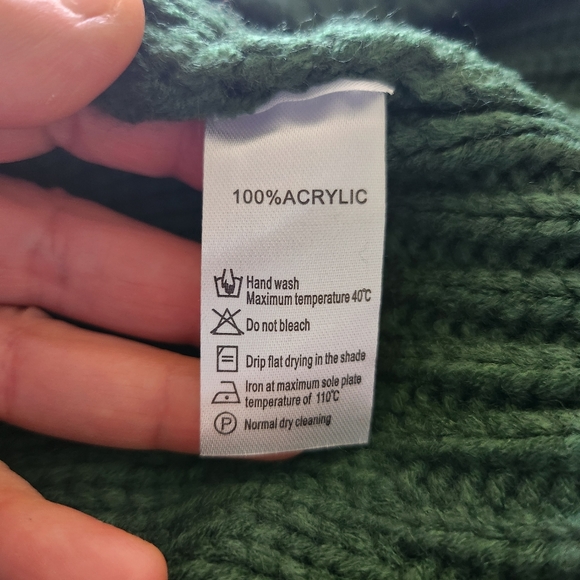 100%ACRYLIC
Hand wash
Maximum temperature 40℃
Do not bleach
Drip flat drying in the shade
Iron at maximum sole plate
temperature of 110℃
P Normal dry cleaning